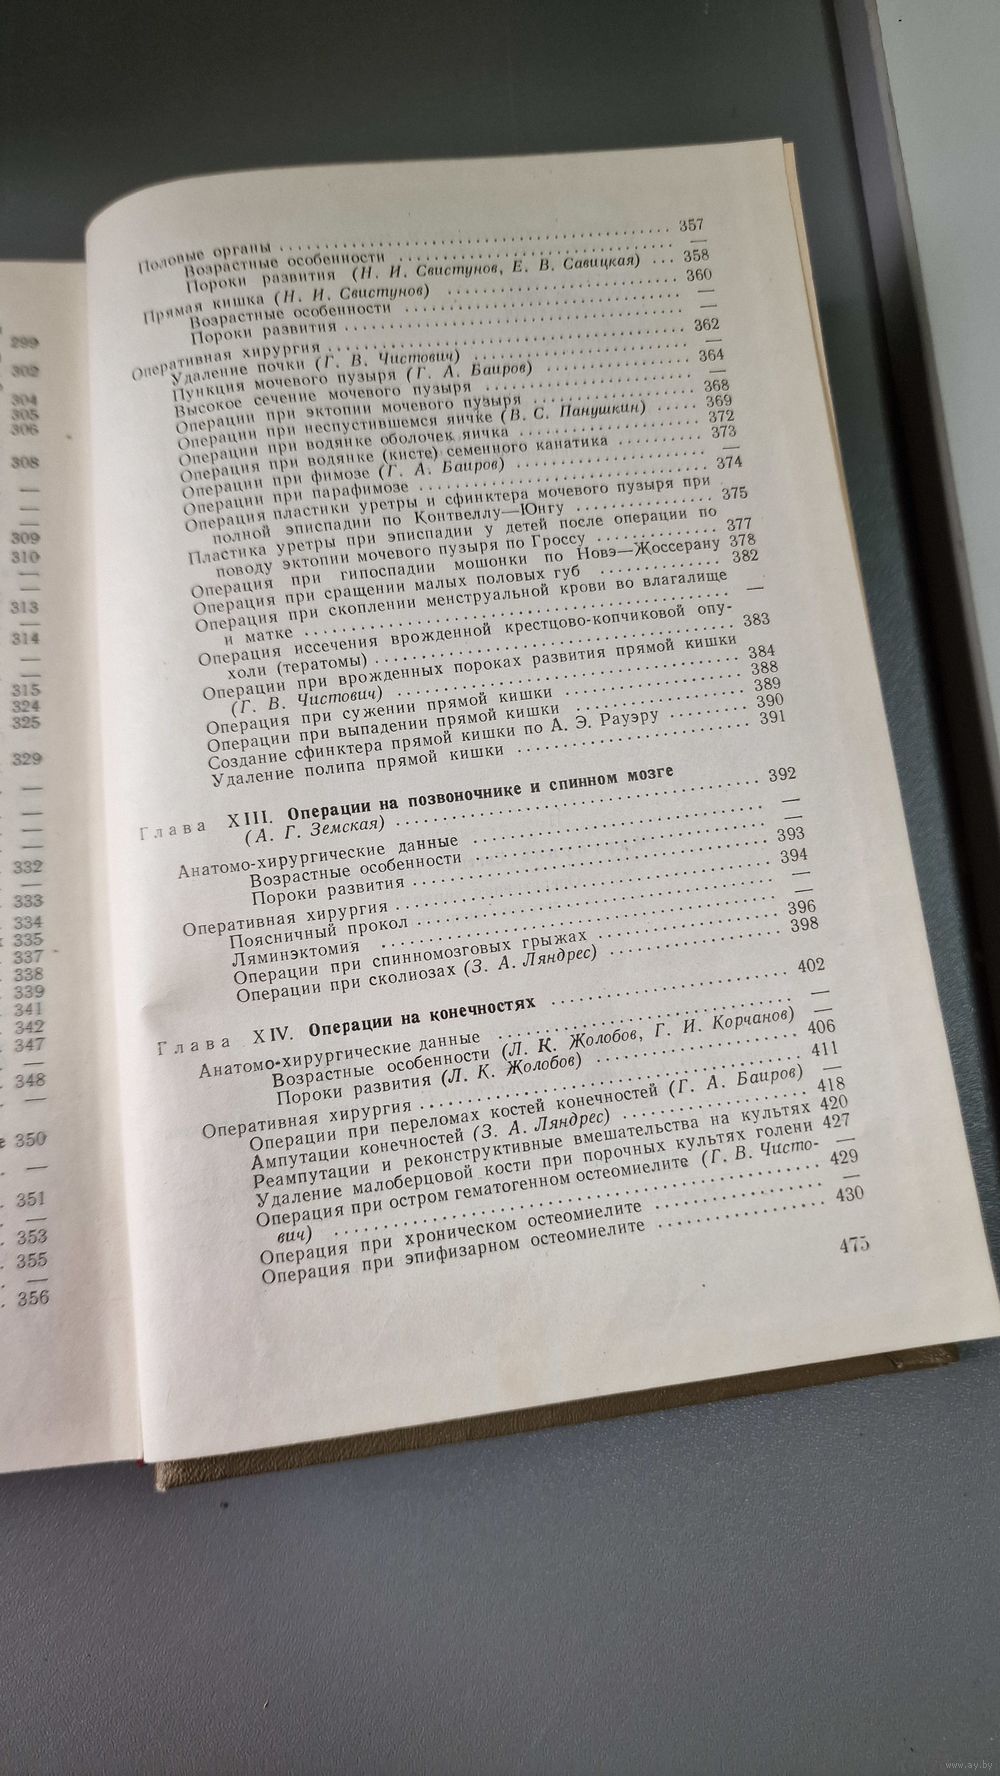 299
302
304
305
306
308
—
—
—
309
310
—
—
313
—
314
—
—
315
324
325
329
—
—
—
—
332
—
333
334
335
337
338
339
341
342
347
—
348
—
350
—
351
—
353
355
—
356
Половые органы 357
Возрастные особенности —
Пороки развития (Н. И. Свистунов, Е. В. Савицкая) 358
Прямая кишка (Н. И. Свистунов) 360
Возрастные особенности —
Пороки развития —
Оперативная хирургия 362
Удаление почки (Г. В. Чистович) —
Пункция мочевого пузыря (Г. А. Баиров) 364
Высокое сечение мочевого пузыря —
Операции при эктопии мочевого пузыря 368
Операции при неспустившемся яичке (В. С. Панушкин) 369
Операции при водянке оболочек яичка 372
Операция при водянке (кисте) семенного канатика 373
Операции при фимозе (Г. А. Баиров) —
Операции при парафимозе 374
Операция пластики уретры и сфинктера мочевого пузыря при
полной эписпадии по Контвеллу—Юнгу 375
Пластика уретры при эписпадии у детей после операции по
поводу эктопии мочевого пузыря по Гроссу 377
Операция при гипоспадии мошонки по Новэ—Жоссерану 378
Операция при сращении малых половых губ 382
Операция при скоплении менструальной крови во влагалище
и матке —
Операция иссечения врожденной крестцово-копчиковой опу-
холи (тератомы) 383
Операции при врожденных пороках развития прямой кишки
(Г. В. Чистович) 384
Операция при сужении прямой кишки 388
Операции при выпадении прямой кишки 389
Создание сфинктера прямой кишки по А. Э. Рауэру 390
Удаление полипа прямой кишки 391
Глава XIII. Операции на позвоночнике и спинном мозге
(А. Г. Земская) 392
Анатомо-хирургические данные —
Возрастные особенности —
Пороки развития 393
Оперативная хирургия 394
Поясничный прокол —
Ляминэктомия —
Операции при спинномозговых грыжах 396
Операции при сколиозах (З. А. Ляндрес) 398
Глава XIV. Операции на конечностях 402
Анатомо-хирургические данные —
Возрастные особенности (Л. К. Жолобов, Г. И. Корчанов) —
Пороки развития (Л. К. Жолобов) 406
Оперативная хирургия 411
Операции при переломах костей конечностей (Г. А. Баиров) —
Ампутации конечностей (З. А. Ляндрес) 418
Реампутации и реконструктивные вмешательства на культях 420
Удаление малоберцовой кости при порочных культях голени 427
Операция при остром гематогенном остеомиелите (Г. В. Чисто-
вич) 429
Операция при хроническом остеомиелите —
Операция при эпифизарном остеомиелите 430
475
www.ay.by